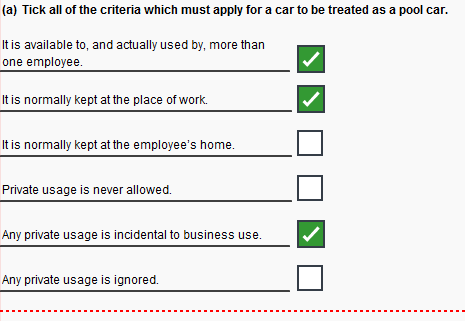 (a) Tick all of the criteria which must apply for a car to be treated as a pool car.
It is available to, and actually used by, more than
one employee.
It is normally kept at the place of work.
It is normally kept at the employee's home.
Private usage is never allowed.
Any private usage is incidental to business use.
Any private usage is ignored.